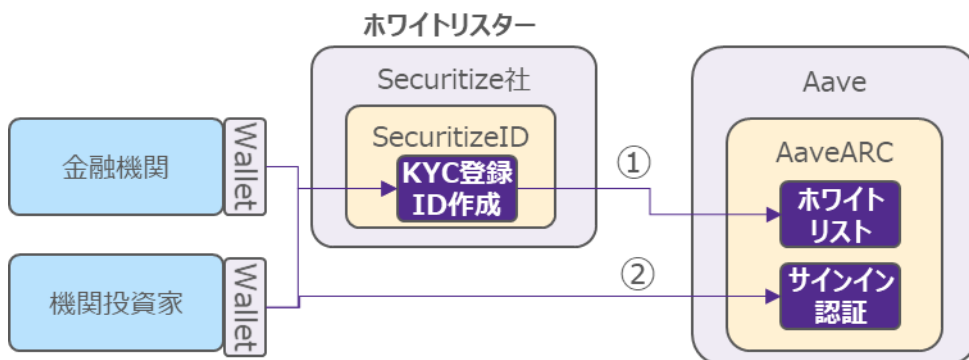 ホワイトリスター
Securitize社
SecuritizeID
KYC登録
ID作成
金融機関
Wallet
機関投資家
Wallet
①
②
Aave
AaveARC
ホワイト
リスト
サインイン
認証